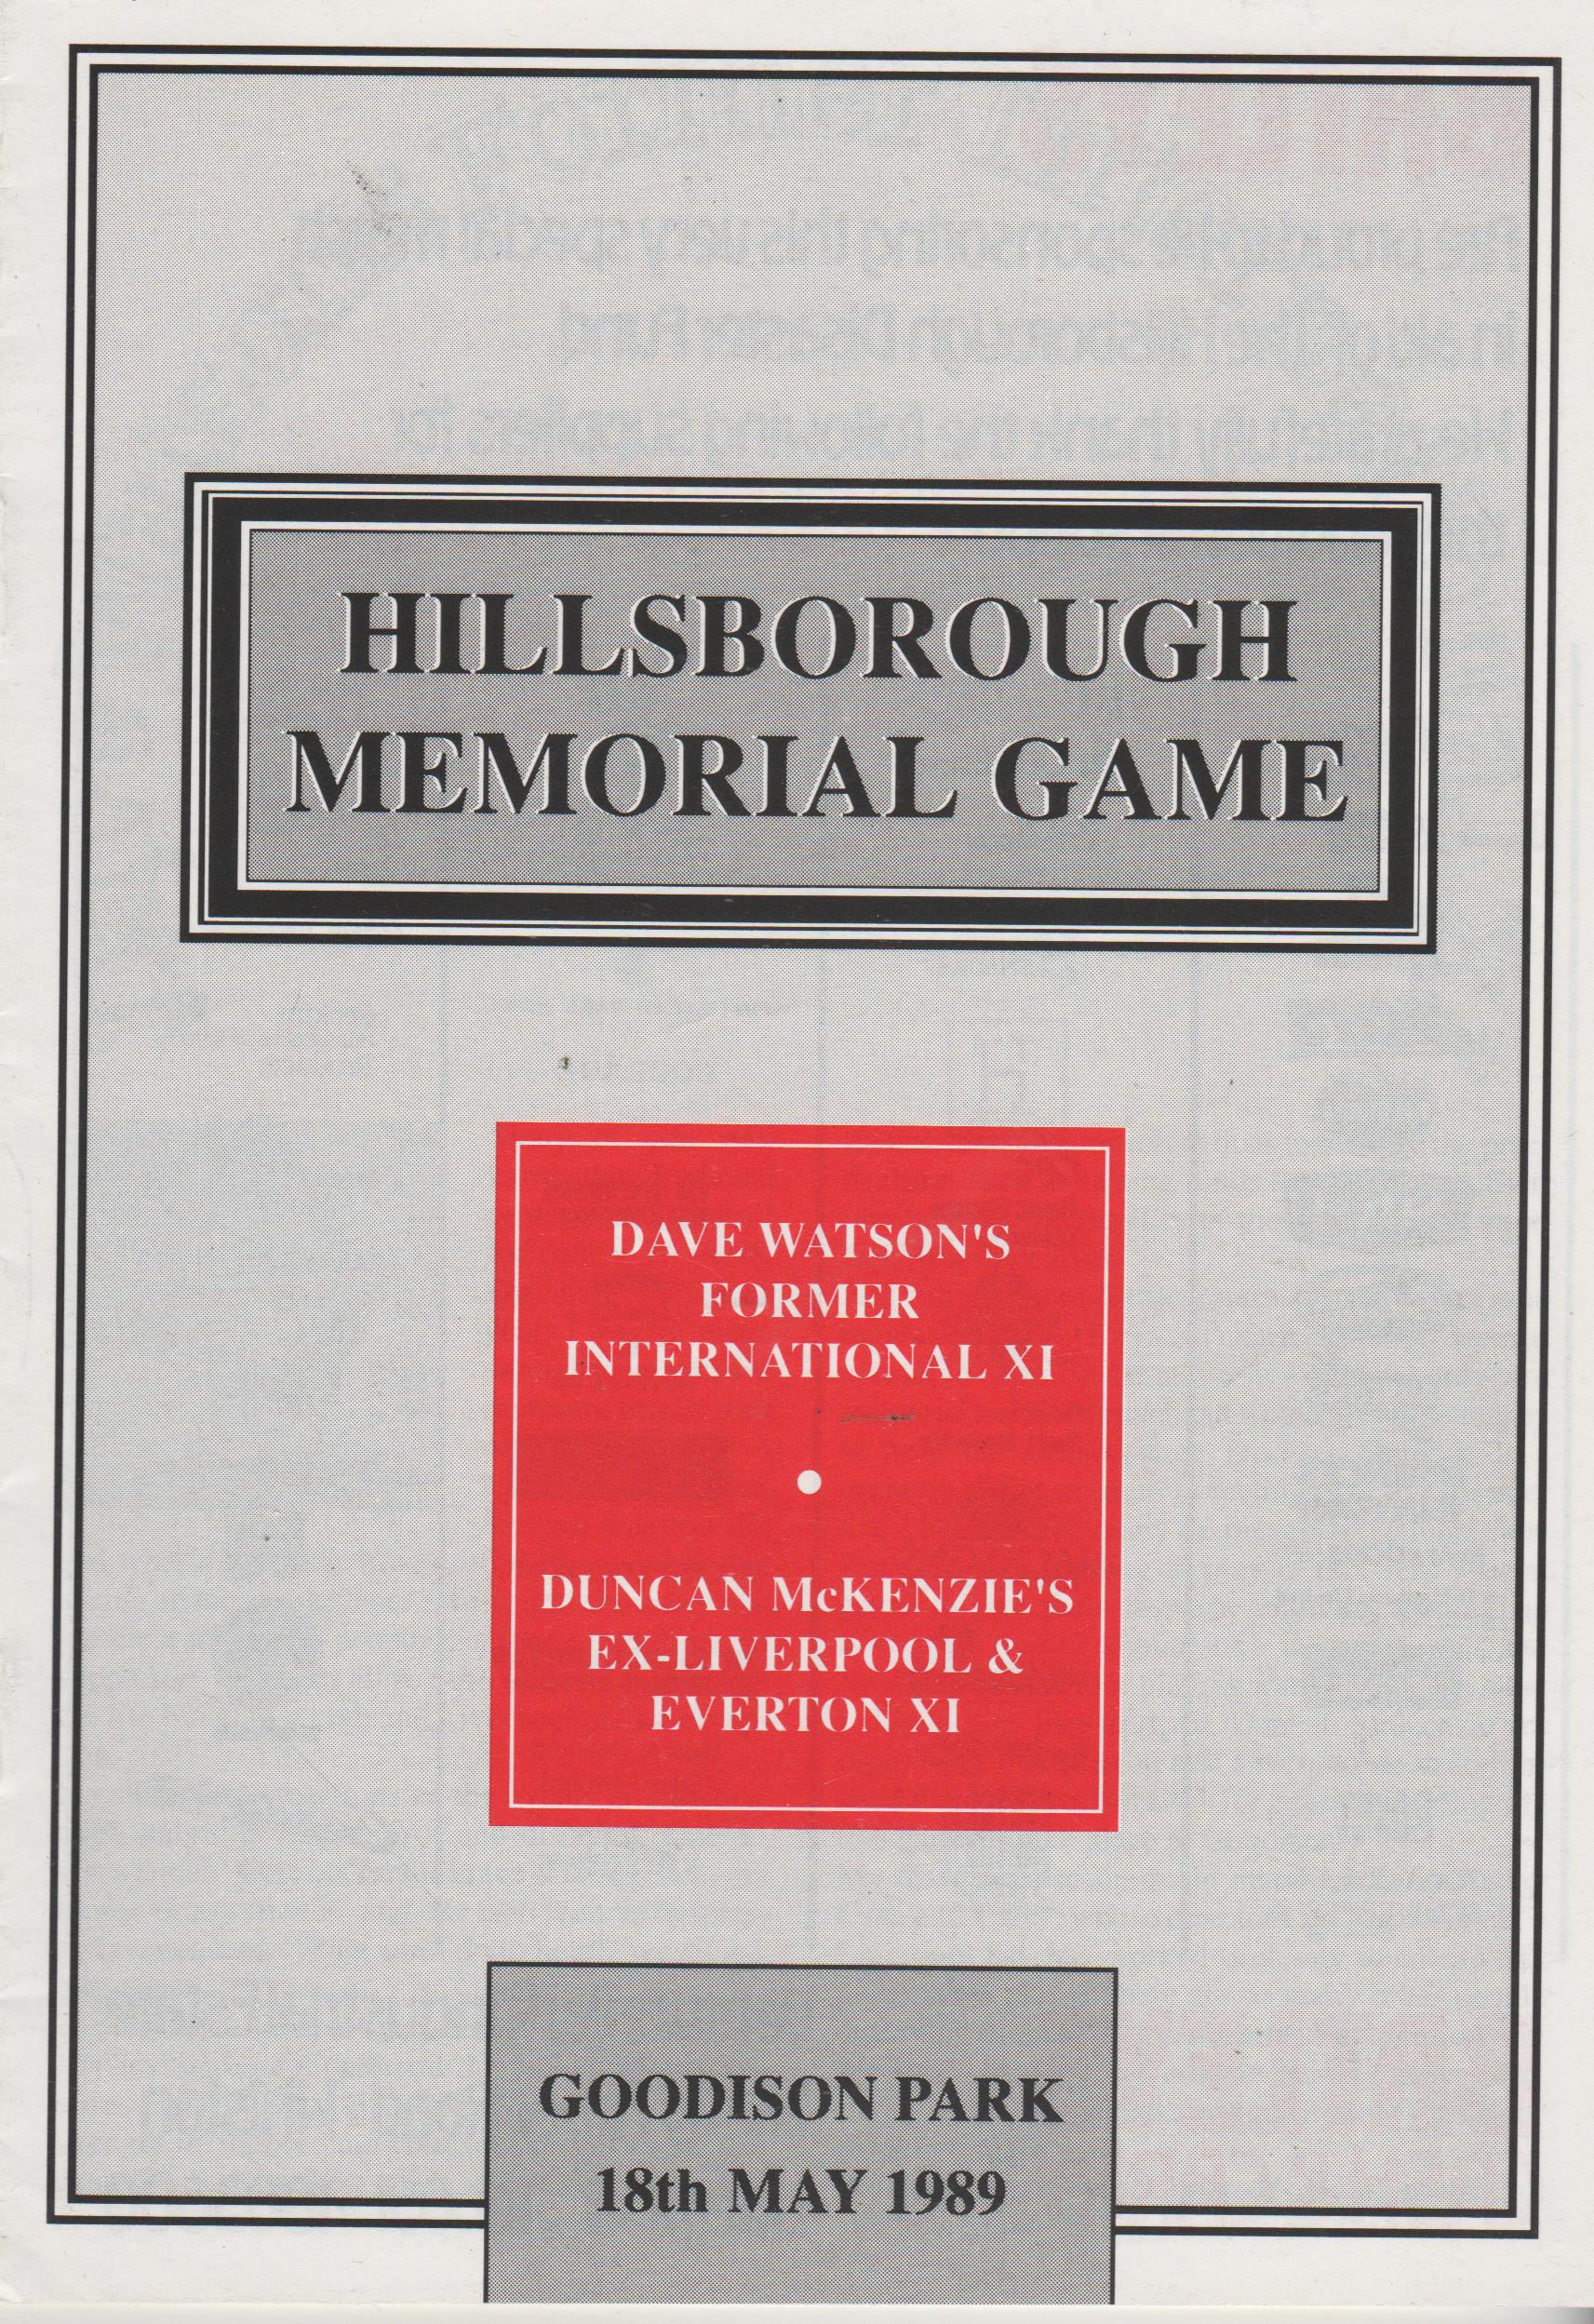 HILLSBOROUGH
MEMORIAL GAME
DAVE WATSON'S
FORMER
INTERNATIONAL XI
DUNCAN McKENZIE'S
EX-LIVERPOOL &
EVERTON XI
GOODISON PARK
18th MAY 1989